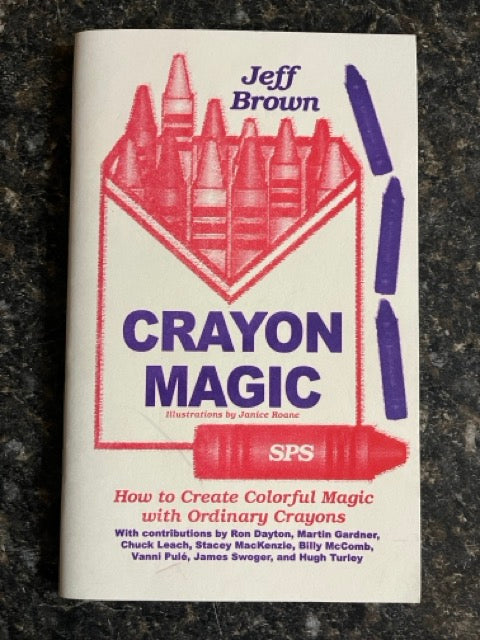 Jeff
Brown
CRAYON
MAGIC
Illustrations by Janice Roane
SPS
How to Create Colorful Magic
with Ordinary Crayons
With contributions by Ron Dayton, Martin Gardner,
Chuck Leach, Stacey MacKenzie, Billy McComb,
Vanni Pulé, James Swoger, and Hugh Turley